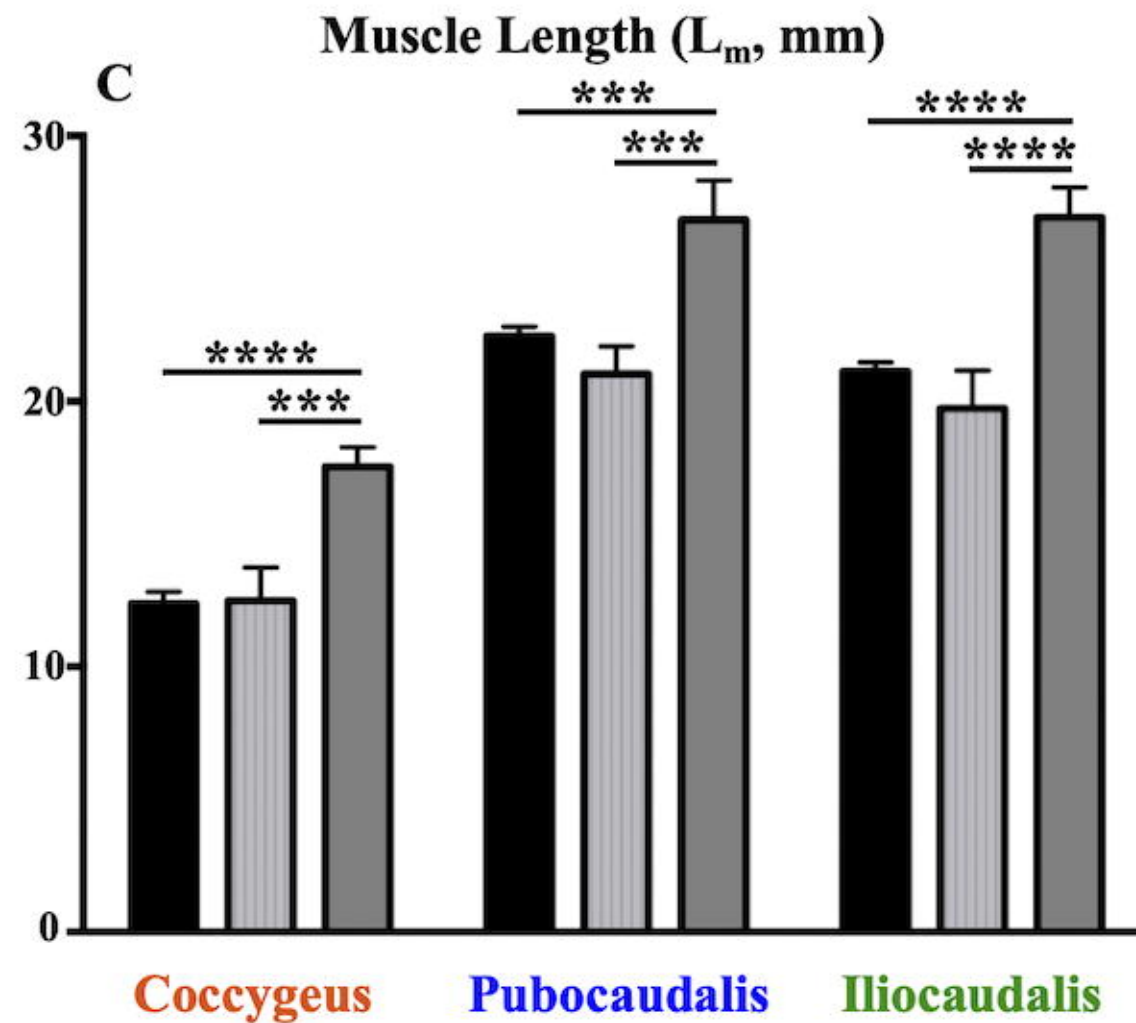 Muscle Length (Lm, mm)
C
*** ****
30
*** ****
****
20
***
10
0
Coccygeus Pubocaudalis Iliocaudalis